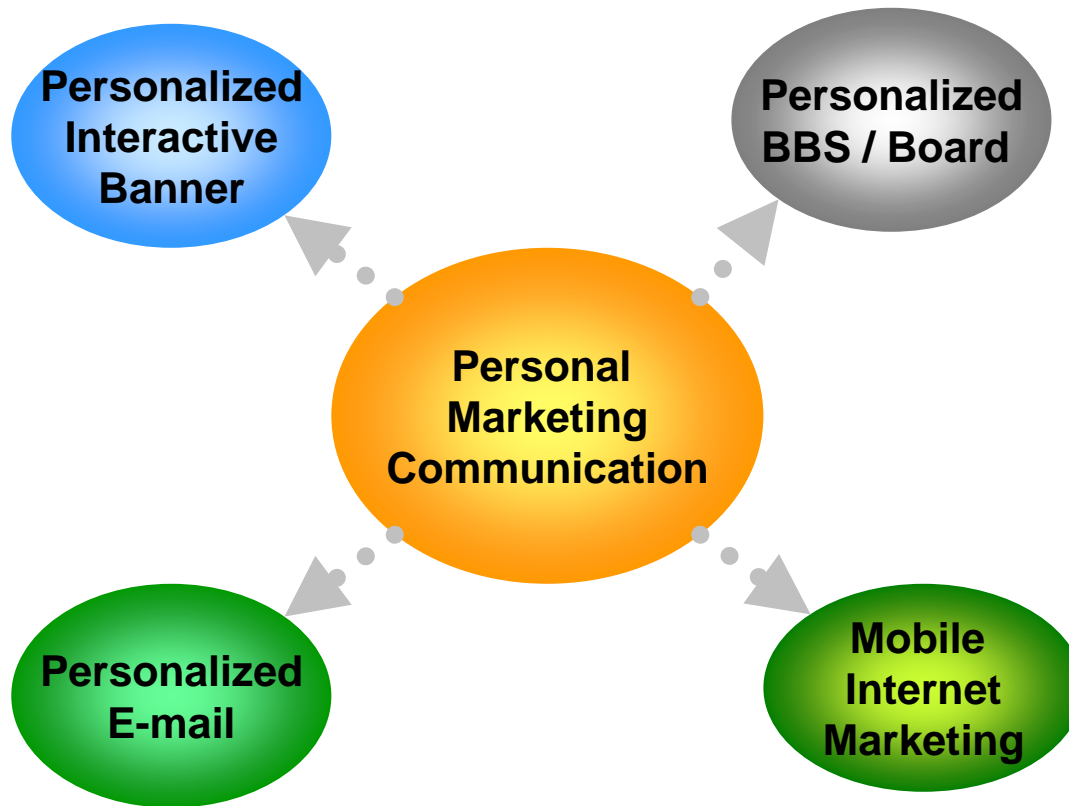 Personalized
Interactive
Banner
Personalized
BBS / Board
Personal
Marketing
Communication
Personalized
E-mail
Mobile
Internet
Marketing